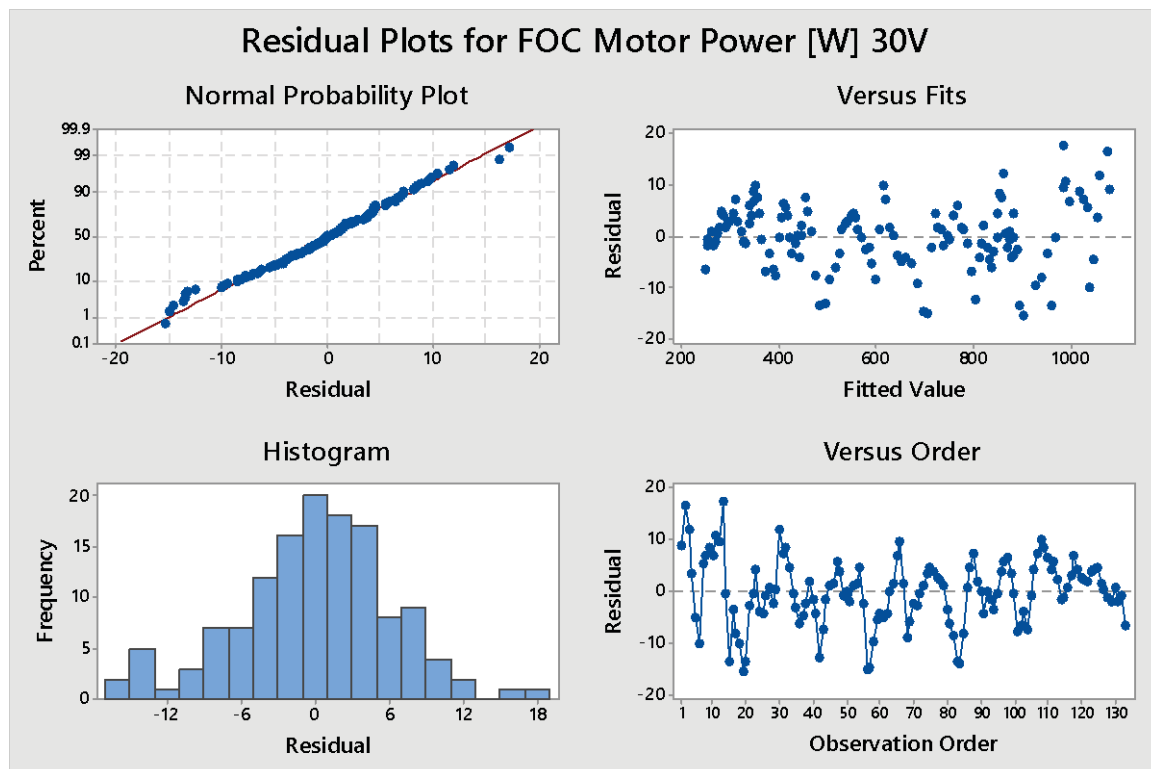 Residual Plots for FOC Motor Power [W] 30V
Normal Probability Plot
99.9
99
90
50
10
1
0.1
Percent
-20 -10 0 10 20
Residual
Versus Fits
20
10
0
-10
-20
Residual
200 400 600 800 1000
Fitted Value
Histogram
20
15
10
5
0
Frequency
-12 -6 0 6 12 18
Residual
Versus Order
20
10
0
-10
-20
Residual
1 10 20 30 40 50 60 70 80 90 100 110 120 130
Observation Order